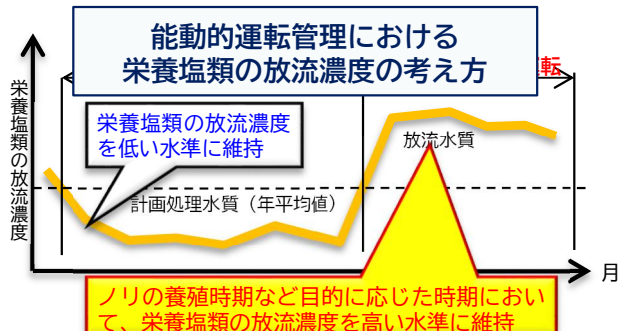 能動的運転管理における
栄養塩類の放流濃度の考え方
転
栄養塩類の放流濃度
栄養塩類の放流濃度
を低い水準に維持
放流水質
計画処理水質（年平均値）
月
ノリの養殖時期など目的に応じた時期におい
て、栄養塩類の放流濃度を高い水準に維持